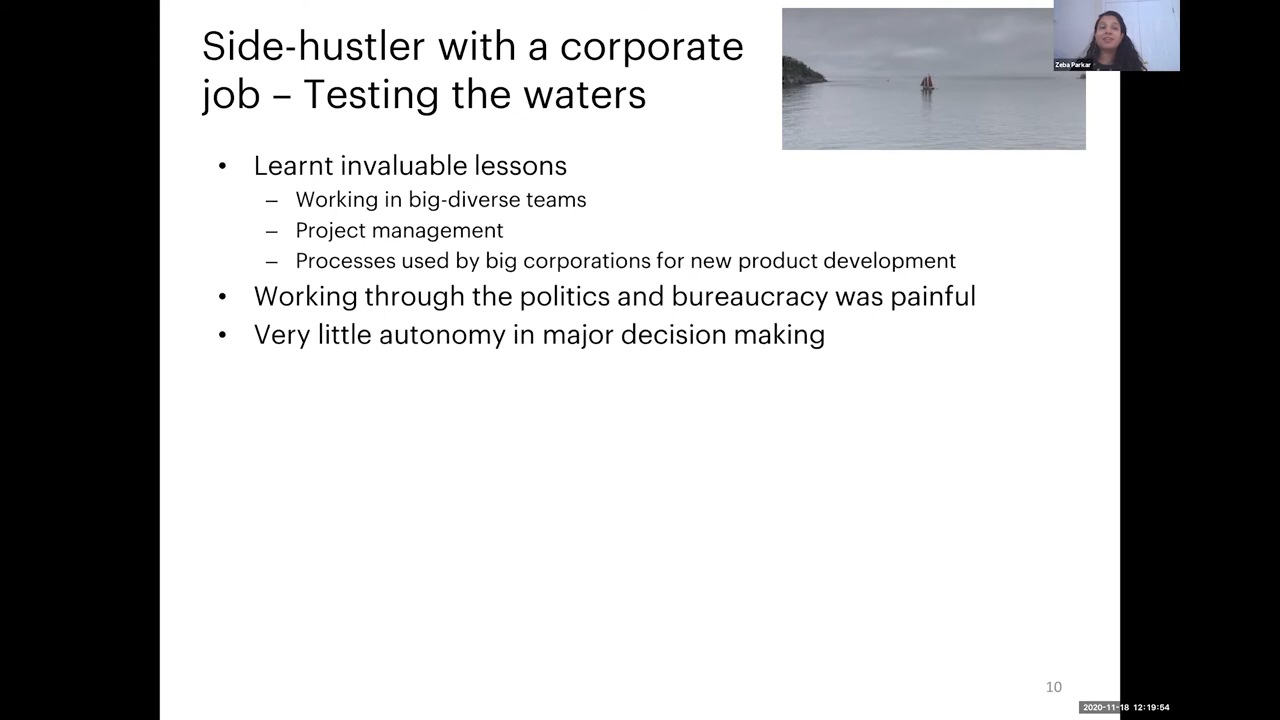 Side-hustler with a corporate
job – Testing the waters
Zeba Parkar
• Learnt invaluable lessons
– Working in big-diverse teams
– Project management
– Processes used by big corporations for new product development
• Working through the politics and bureaucracy was painful
• Very little autonomy in major decision making
10
2020-11-18 12:19:54